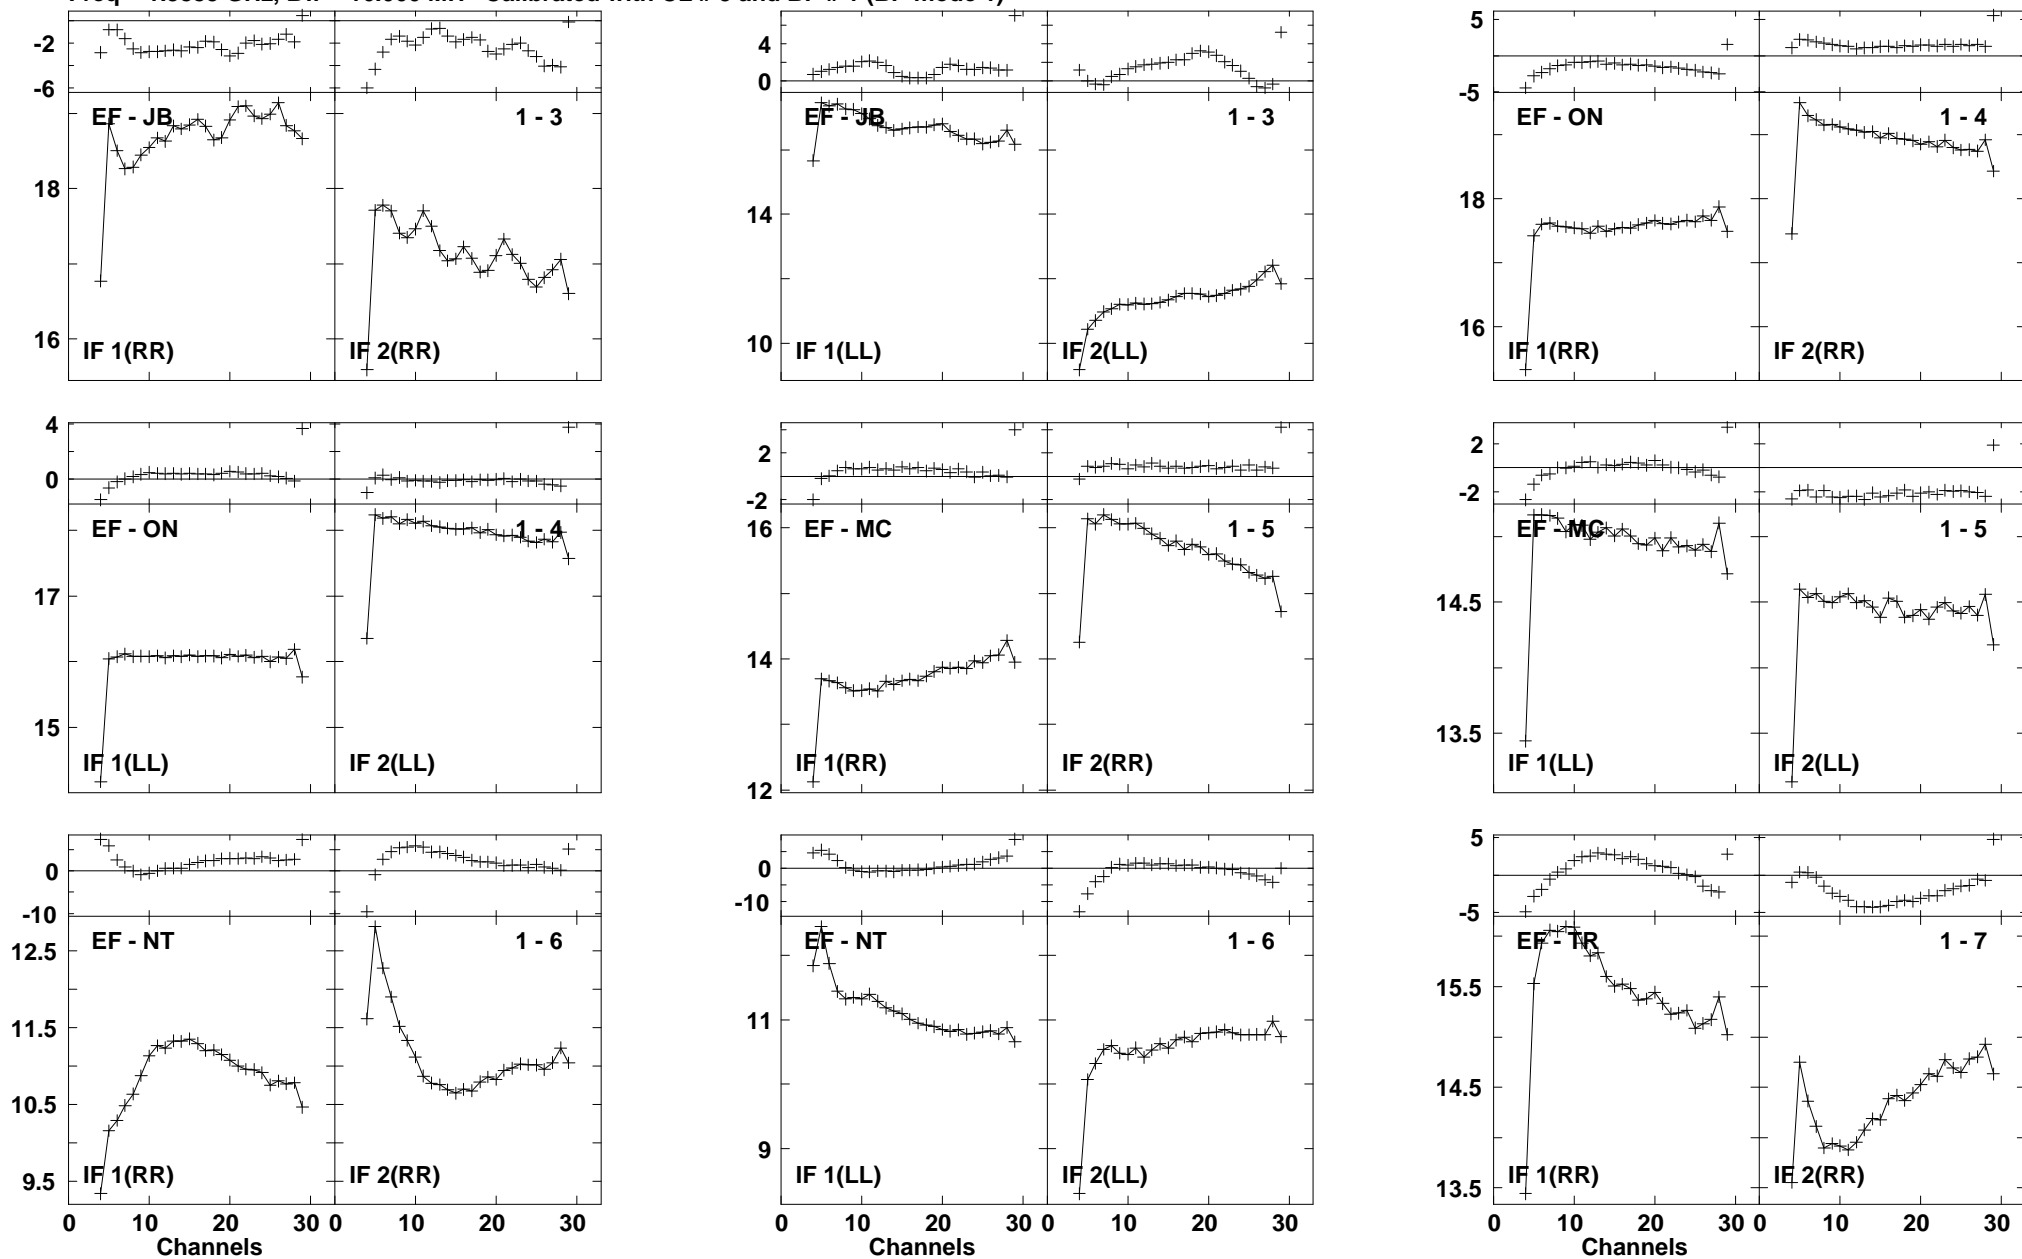 -2
-6
EF - JB
1 - 3
18
16
IF 1(RR)
IF 2(RR)
4
0
EF - JB
1 - 3
14
10
IF 1(LL)
IF 2(LL)
5
-5
EF - ON
1 - 4
18
16
IF 1(RR)
IF 2(RR)
4
0
EF - ON
1 - 4
17
15
IF 1(LL)
IF 2(LL)
2
-2
EF - MC
1 - 5
16
14
12
IF 1(RR)
IF 2(RR)
2
-2
EF - MC
1 - 5
14.5
13.5
IF 1(LL)
IF 2(LL)
0
-10
EF - NT
1 - 6
12.5
11.5
10.5
9.5
IF 1(RR)
IF 2(RR)
0 10 20 30 0 10 20 30
Channels
0
-10
EF - NT
1 - 6
11
9
IF 1(LL)
IF 2(LL)
0 10 20 30 0 10 20 30
Channels
5
0
-5
EF - TR
1 - 7
15.5
14.5
13.5
IF 1(RR)
IF 2(RR)
0 10 20 30 0 10 20 30
Channels